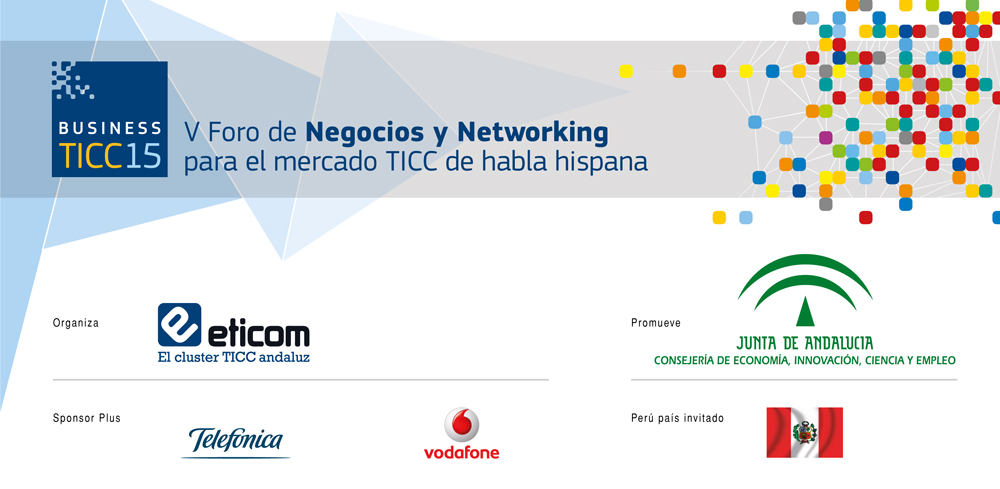 BUSINESS
TICC15
V Foro de Negocios y Networking
para el mercado TICC de habla hispana
Organiza
eticom
El cluster TICC andaluz
Promueve
JUNTA DE ANDALUCIA
CONSEJERÍA DE ECONOMÍA, INNOVACIÓN, CIENCIA Y EMPLEO
Sponsor Plus
Telefónica
vodafone
Perú país invitado